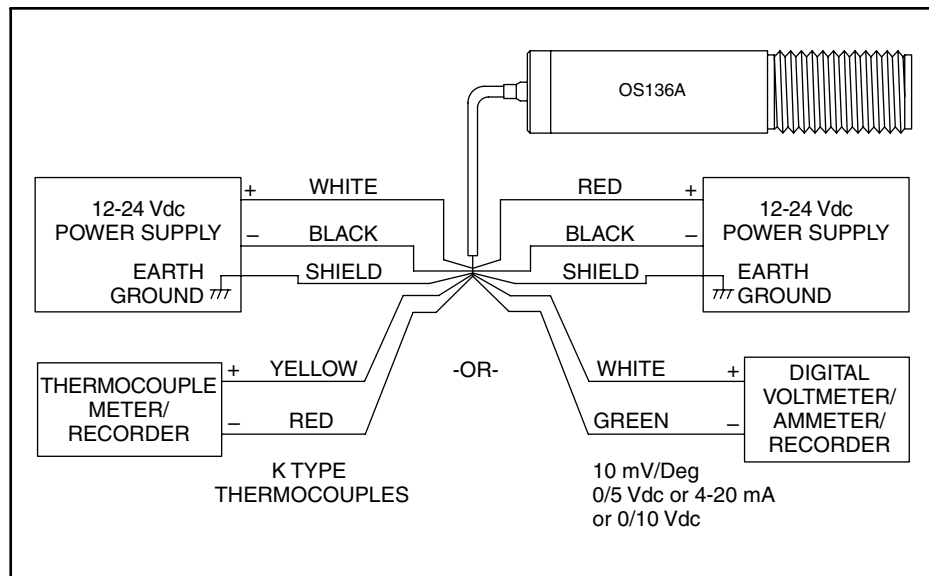 OS136A
+ WHITE
12-24 Vdc
POWER SUPPLY
– BLACK
EARTH
GROUND
SHIELD
RED +
12-24 Vdc
POWER SUPPLY
BLACK –
SHIELD
EARTH
GROUND
THERMOCOUPLE
METER/
RECORDER
+ YELLOW
– RED
K TYPE
THERMOCOUPLES
-OR-
WHITE +
GREEN –
DIGITAL
VOLTMETER/
AMMETER/
RECORDER
10 mV/Deg
0/5 Vdc or 4-20 mA
or 0/10 Vdc